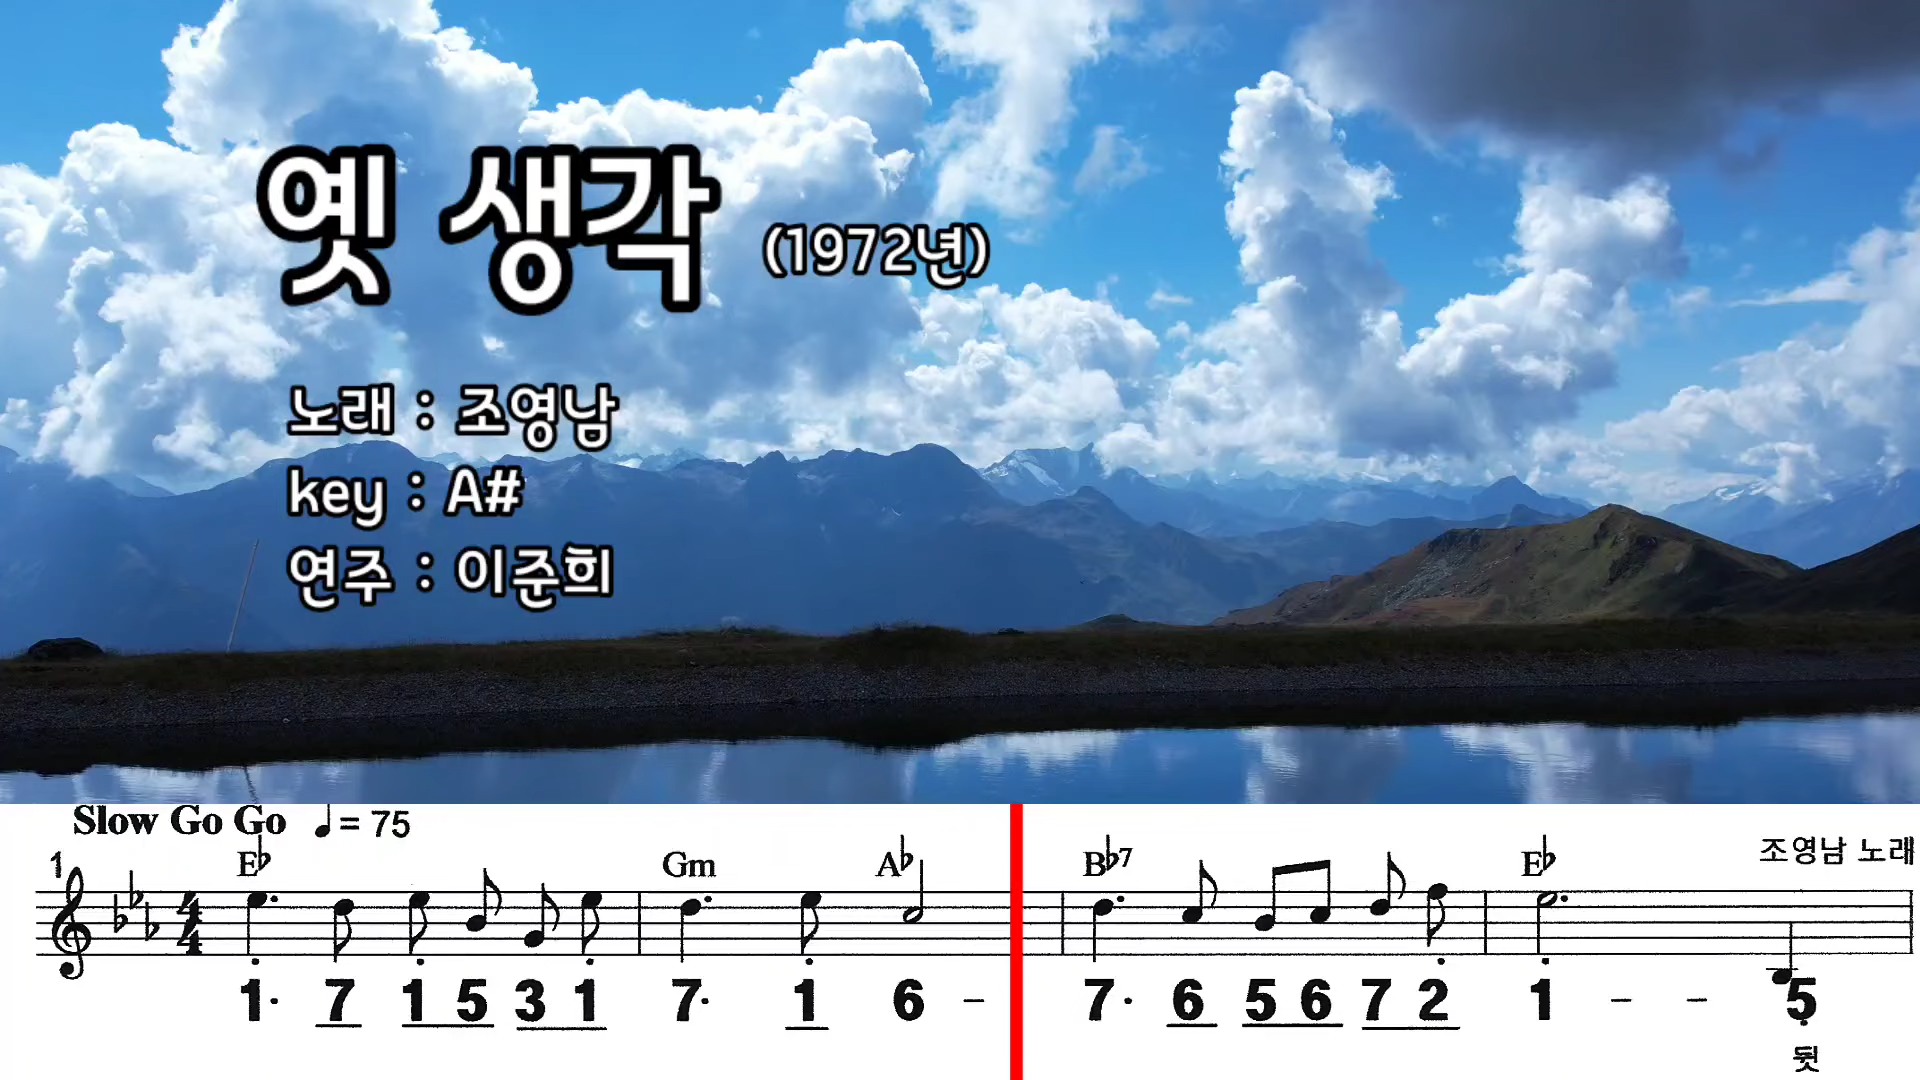 옛 생각 (1972년)
노래 : 조영남
key : A#
연주 : 이준희
Slow Go Go ♩= 75
1 E♭ Gm A♭ B♭7 E♭ 조영남 노래
4
4
1· 7 1 5 3 1 7· 1 6 – 7· 6 5 6 7 2 1 – – 5
뒷